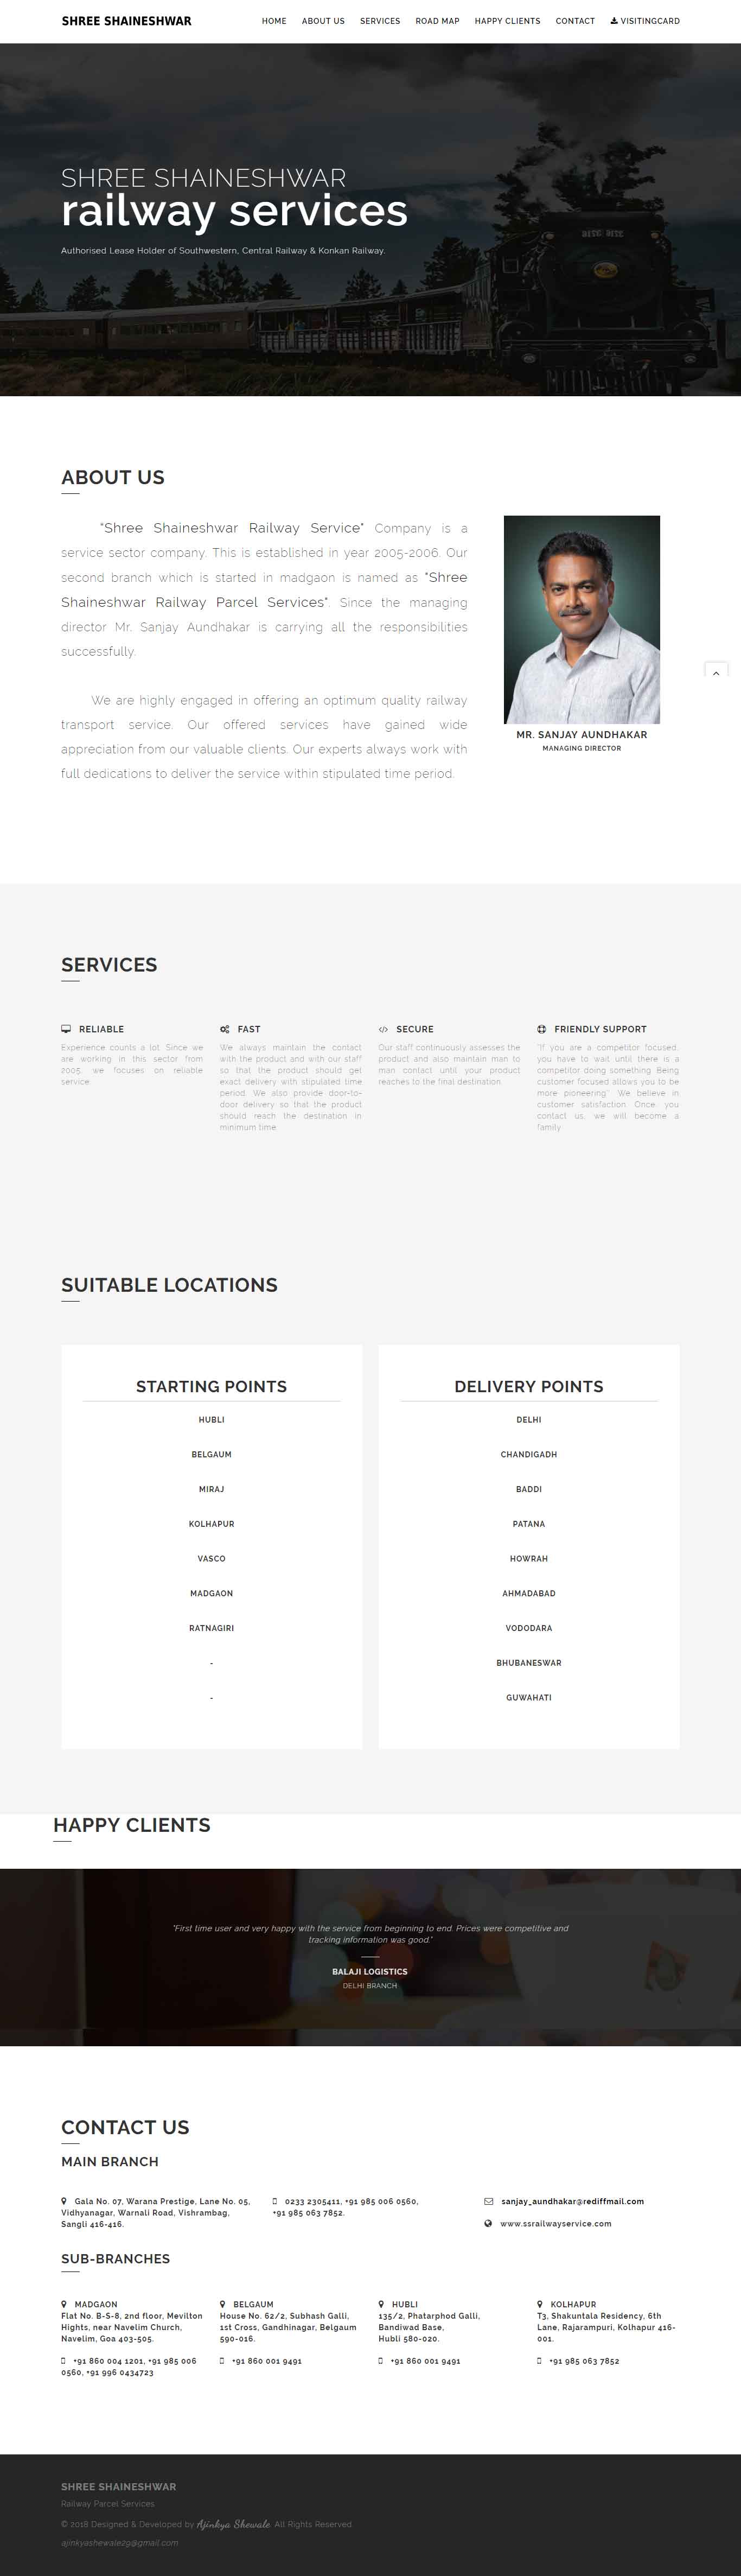 SHREE SHAINESHWAR
HOME ABOUT US SERVICES ROAD MAP HAPPY CLIENTS CONTACT VISITINGCARD
SHREE SHAINESHWAR
railway services
Authorised Lease Holder of Southwestern, Central Railway & Konkan Railway.
ABOUT US
"Shree Shaineshwar Railway Service" Company is a
service sector company. This is established in year 2005-2006. Our
second branch which is started in madgaon is named as "Shree
Shaineshwar Railway Parcel Services". Since the managing
director Mr. Sanjay Aundhakar is carrying all the responsibilities
successfully.
We are highly engaged in offering an optimum quality railway
transport service. Our offered services have gained wide
appreciation from our valuable clients. Our experts always work with
full dedications to deliver the service within stipulated time period.
MR. SANJAY AUNDHAKAR
MANAGING DIRECTOR
SERVICES
RELIABLE
Experience counts a lot. Since we
are working in this sector from
2005, we focuses on reliable
service.
FAST
We always maintain the contact
with the product and with our staff
so that the product should get
exact delivery with stipulated time
period. We also provide door-to-
door delivery so that the product
should reach the destination in
minimum time.
SECURE
Our staff continuously assesses the
product and also maintain man to
man contact until your product
reaches to the final destination.
FRIENDLY SUPPORT
"If you are a competitor focused,
you have to wait until there is a
competitor doing something. Being
customer focused allows you to be
more pioneering". We believe in
customer satisfaction. Once, you
contact us, we will become a
family.
SUITABLE LOCATIONS
STARTING POINTS
HUBLI
BELGAUM
MIRAJ
KOLHAPUR
VASCO
MADGAON
RATNAGIRI
-
-
DELIVERY POINTS
DELHI
CHANDIGADH
BADDI
PATANA
HOWRAH
AHMADABAD
VODODARA
BHUBANESWAR
GUWAHATI
HAPPY CLIENTS
"First time user and very happy with the service from beginning to end. Prices were competitive and
tracking information was good."
BALAJI LOGISTICS
DELHI BRANCH
CONTACT US
MAIN BRANCH
Gala No. 07, Warana Prestige, Lane No. 05,
Vidhyanagar, Warnali Road, Vishrambag,
Sangli 416-416.
0233 2305411, +91 985 006 0560,
+91 985 063 7852.
sanjay_aundhakar@rediffmail.com
www.ssrailwayservice.com
SUB-BRANCHES
MADGAON
Flat No. B-S-8, 2nd floor, Mevilton
Hights, near Navelim Church,
Navelim, Goa 403-505.
+91 860 004 1201, +91 985 006
0560, +91 996 0434723
BELGAUM
House No. 62/2, Subhash Galli,
1st Cross, Gandhinagar, Belgaum
590-016.
+91 860 001 9491
HUBLI
135/2, Phatarphod Galli,
Bandiwad Base,
Hubli 580-020.
+91 860 001 9491
KOLHAPUR
T3, Shakuntala Residency, 6th
Lane, Rajarampuri, Kolhapur 416-
001.
+91 985 063 7852
SHREE SHAINESHWAR
Railway Parcel Services
© 2018 Designed & Developed by Ajinkya Shewale. All Rights Reserved.
ajinkyashewale29@gmail.com